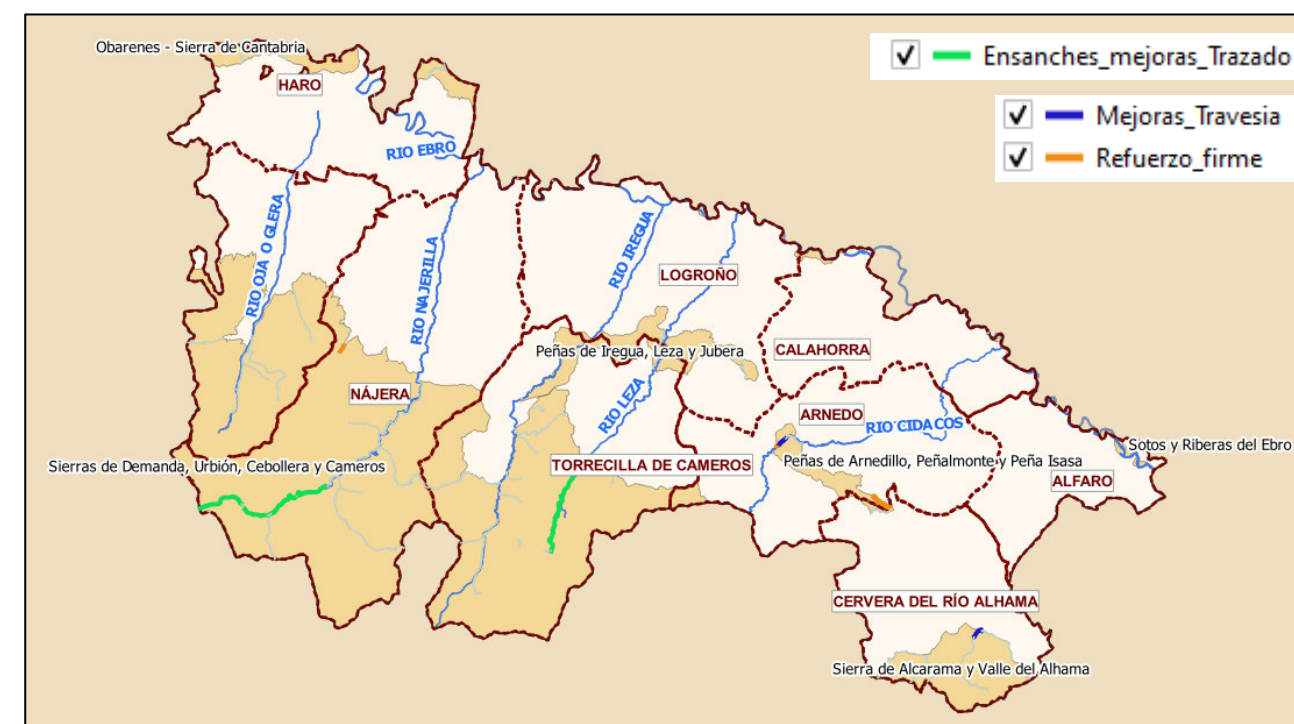 Obarenes - Sierra de Cantabria
HARO
Ensanches_mejoras_Trazado
Mejoras_Travesia
Refuerzo_firme
RIO EBRO
RIO OJA O GLERA
RIO NAJERILLA
RIO IREGUA
LOGROÑO
Peñas de Iregua, Leza y Jubera
CALAHORRA
NÁJERA
RIO LEZA
ARNEDO
RIO CIDACOS
Sotos y Riberas del Ebro
Sierras de Demanda, Urbión, Cebollera y Cameros
TORRECILLA DE CAMEROS
Peñas de Arnedillo, Peñalmonte y Peña Isasa
ALFARO
CERVERA DEL RÍO ALHAMA
Sierra de Alcarama y Valle del Alhama